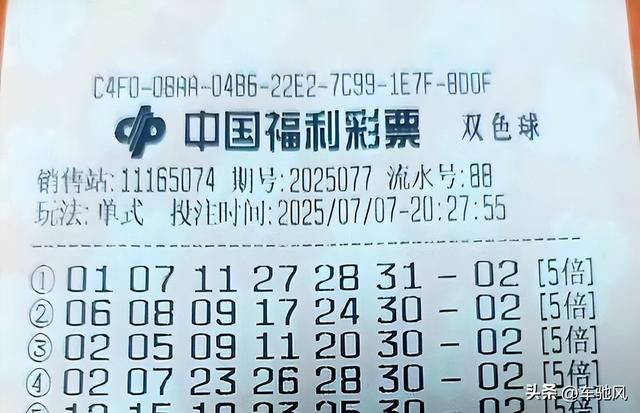 C4F0-08AA-04B6-22E2-7C99-1E7F-8D0F
中国福利彩票 双色球
销售站:11165074 期号:2025077 流水号:88
玩法:单式 投注时间:2025/07/07-20:27:55
① 01 07 11 27 28 31 - 02 [5倍]
② 06 08 09 17 24 30 - 02 [5倍]
③ 02 05 09 11 20 30 - 02 [5倍]
④ 02 07 23 26 28 30 - 02
头条 @车驰风